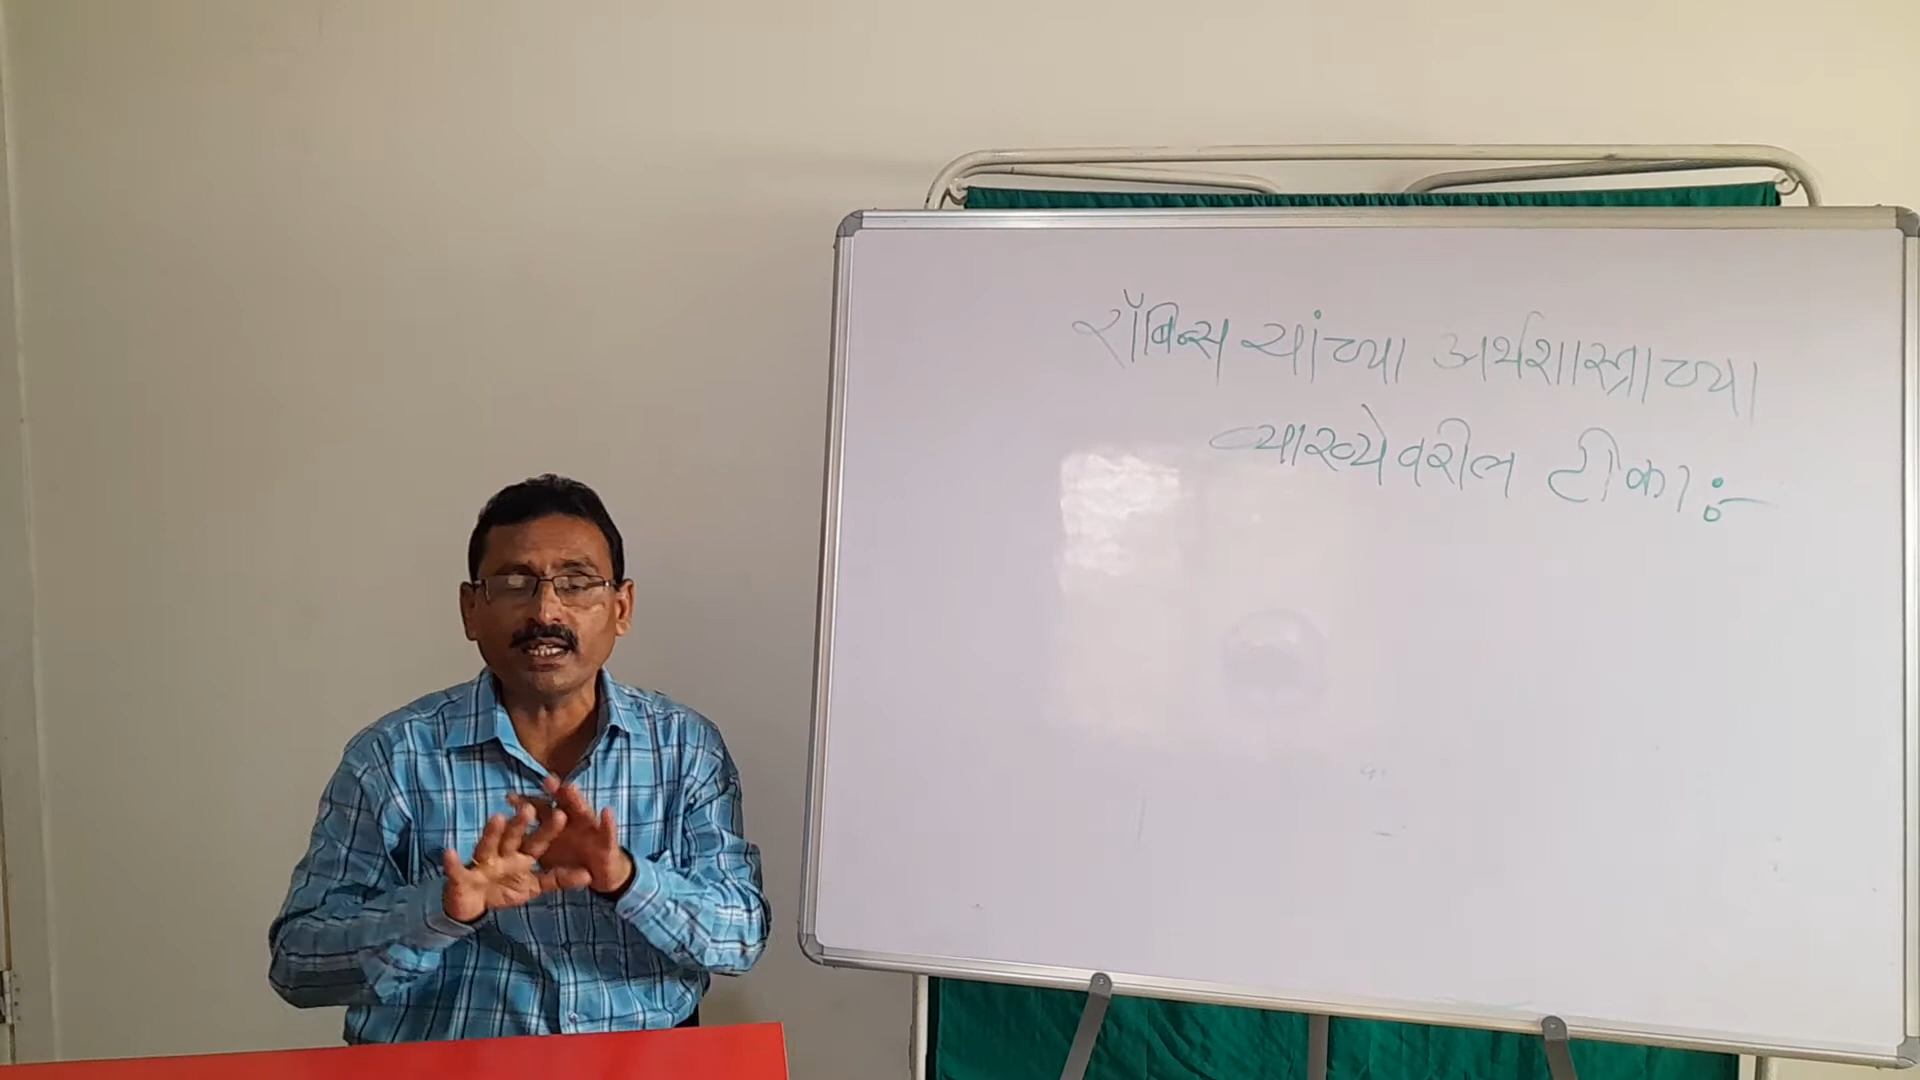 रॉबिन्स यांच्या अर्थशास्त्राच्या
व्याख्येवरील टीका :-